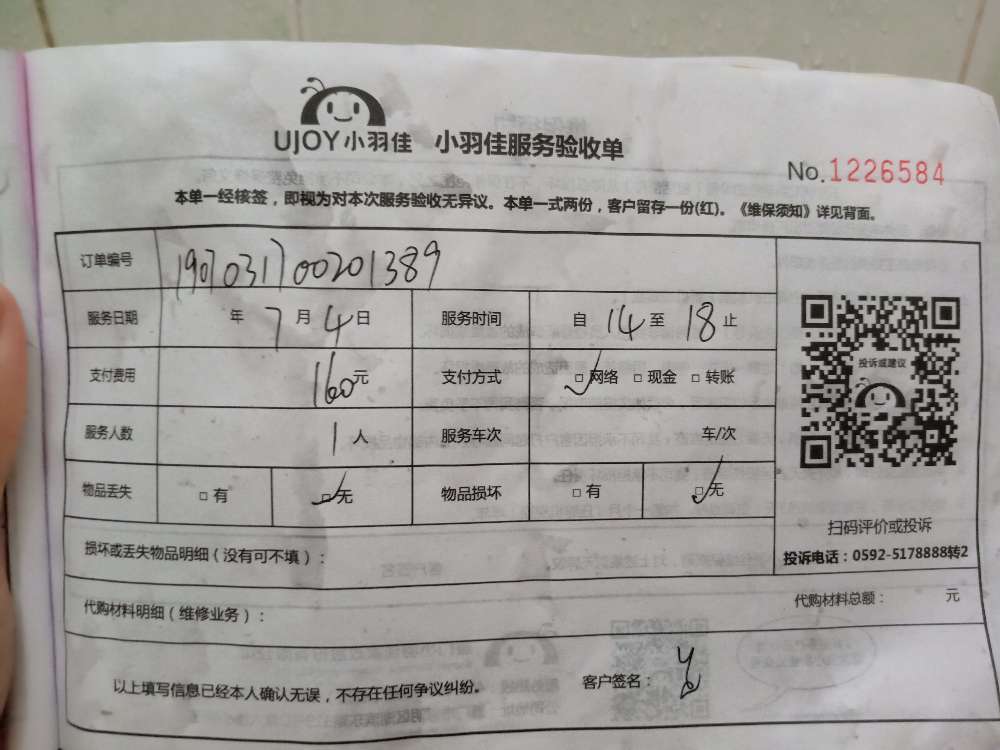 UJOY小羽佳 小羽佳服务验收单
No.1226584
本单一经核签，即视为对本次服务验收无异议。本单一式两份，客户留存一份(红)。《维保须知》详见背面。
订单编号 1907031700201389
服务日期 年 7月4日 服务时间 自14至18止
支付费用 160元 支付方式 □网络 □现金 □转账
服务人数 1人 服务车次 车/次
物品丢失 □有 □无 物品损坏 □有 □无
投诉或建议
扫码评价或投诉
投诉电话：0592-5178888转2
损坏或丢失物品明细（没有可不填）：
代购材料明细（维修业务）： 代购材料总额： 元
以上填写信息已经本人确认无误，不存在任何争议纠纷。 客户签名：